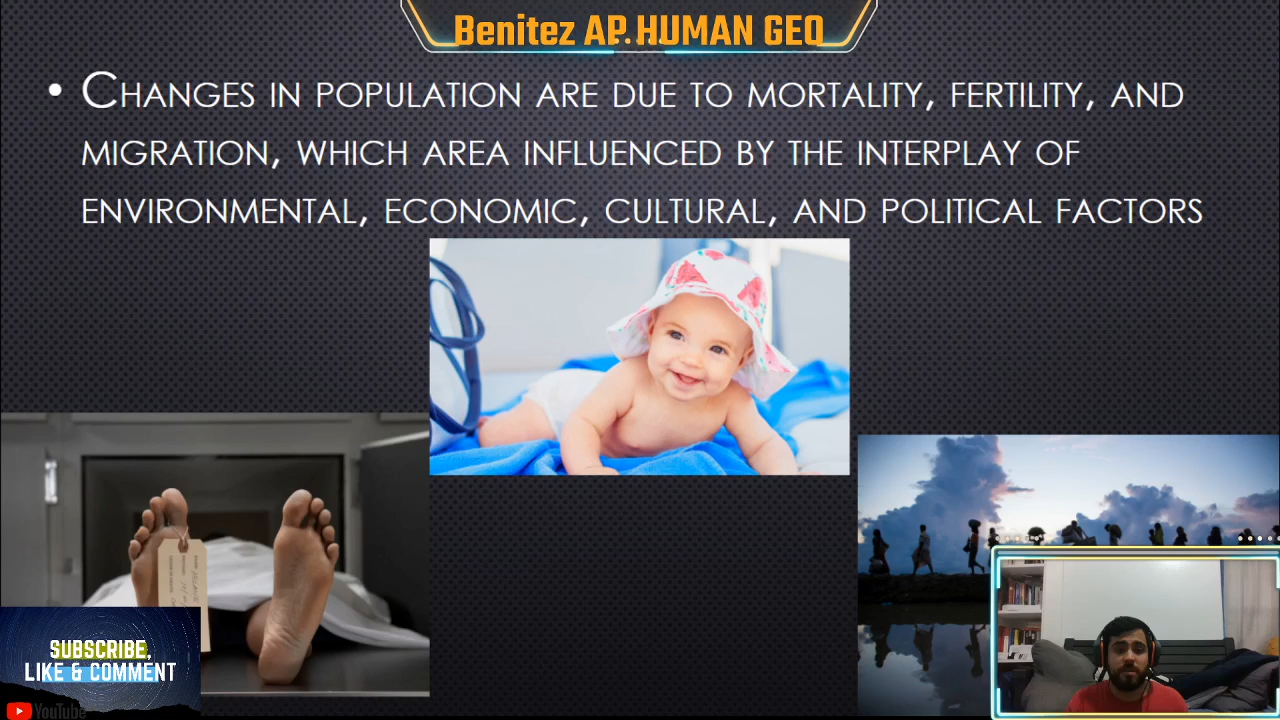 Benitez AP HUMAN GEO
• Changes in population are due to mortality, fertility, and
migration, which area influenced by the interplay of
environmental, economic, cultural, and political factors
SUBSCRIBE,
LIKE & COMMENT
YouTube